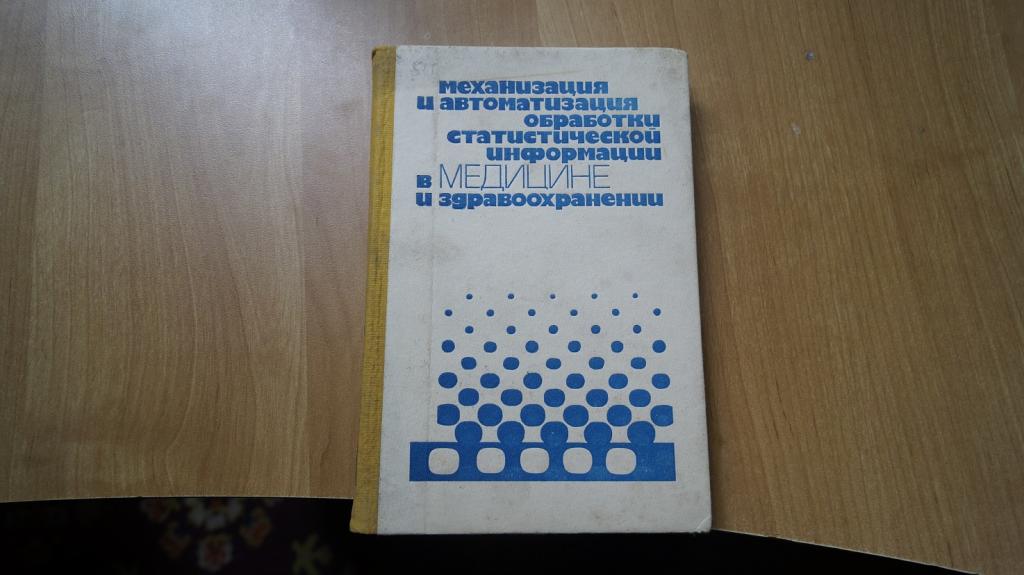 механизация
и автоматизация
обработки
статистической
информации
в МЕДИЦИНЕ
и здравоохранении